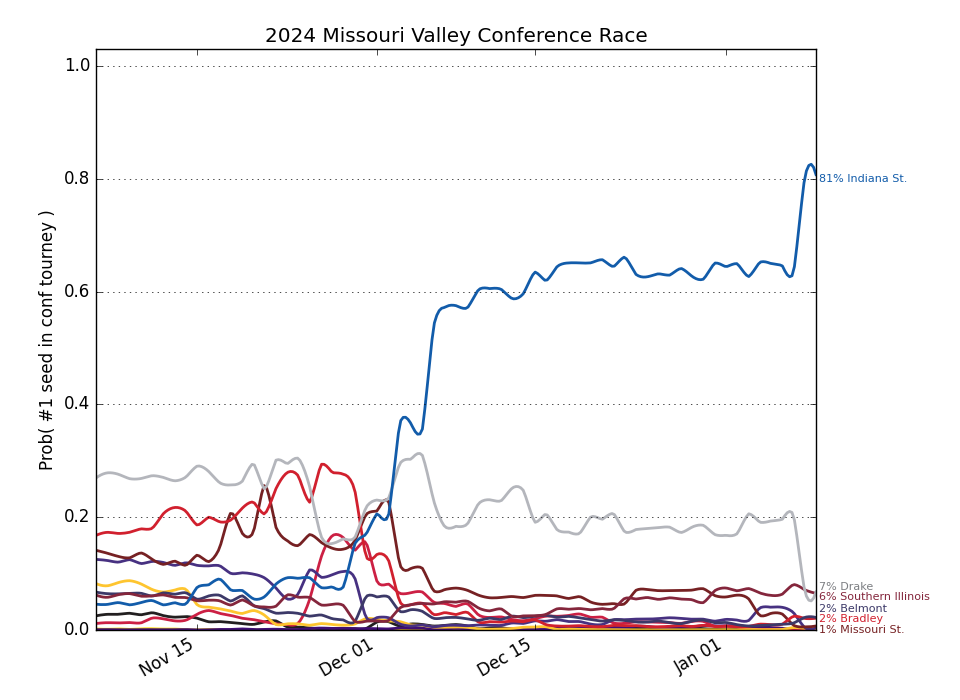 2024 Missouri Valley Conference Race
Prob( #1 seed in conf tourney )
1.0
0.8
0.6
0.4
0.2
0.0
Nov 15
Dec 01
Dec 15
Jan 01
81% Indiana St.
7% Drake
6% Southern Illinois
2% Belmont
2% Bradley
1% Missouri St.